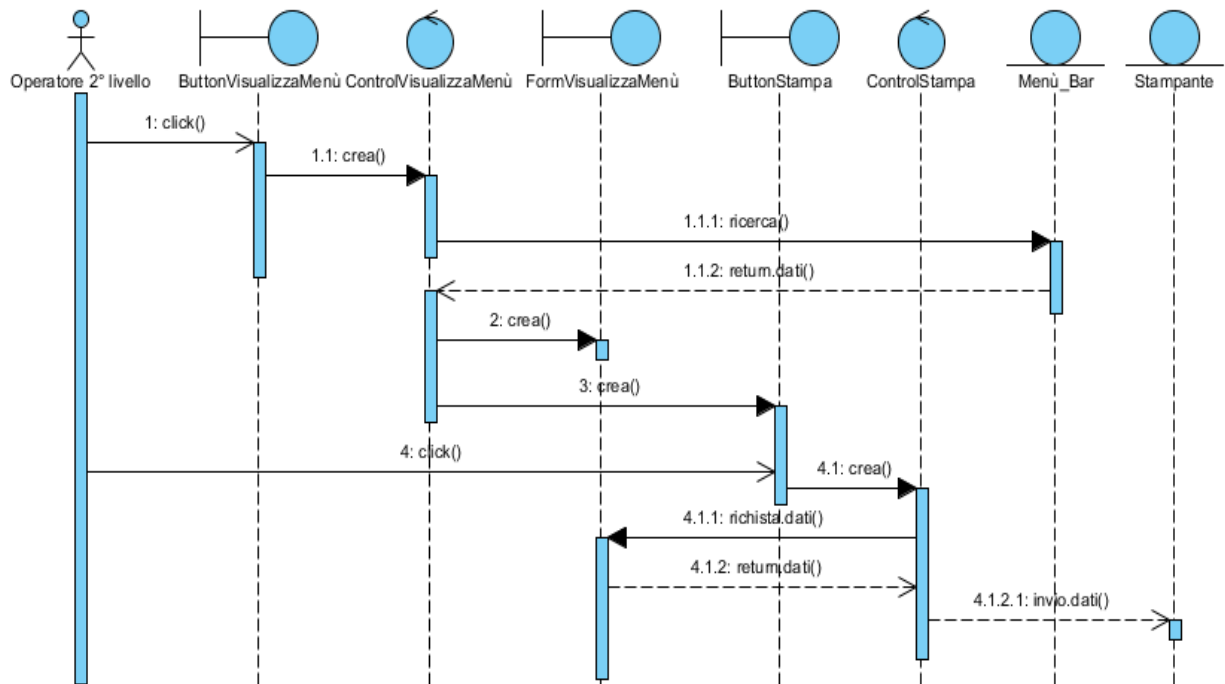 Operatore 2° livello
ButtonVisualizzaMenù
ControlVisualizzaMenù
FormVisualizzaMenù
ButtonStampa
ControlStampa
Menù_Bar
Stampante
1: click()
1.1: crea()
1.1.1: ricerca()
1.1.2: return.dati()
2: crea()
3: crea()
4: click()
4.1: crea()
4.1.1: richista.dati()
4.1.2: return.dati()
4.1.2.1: invio.dati()